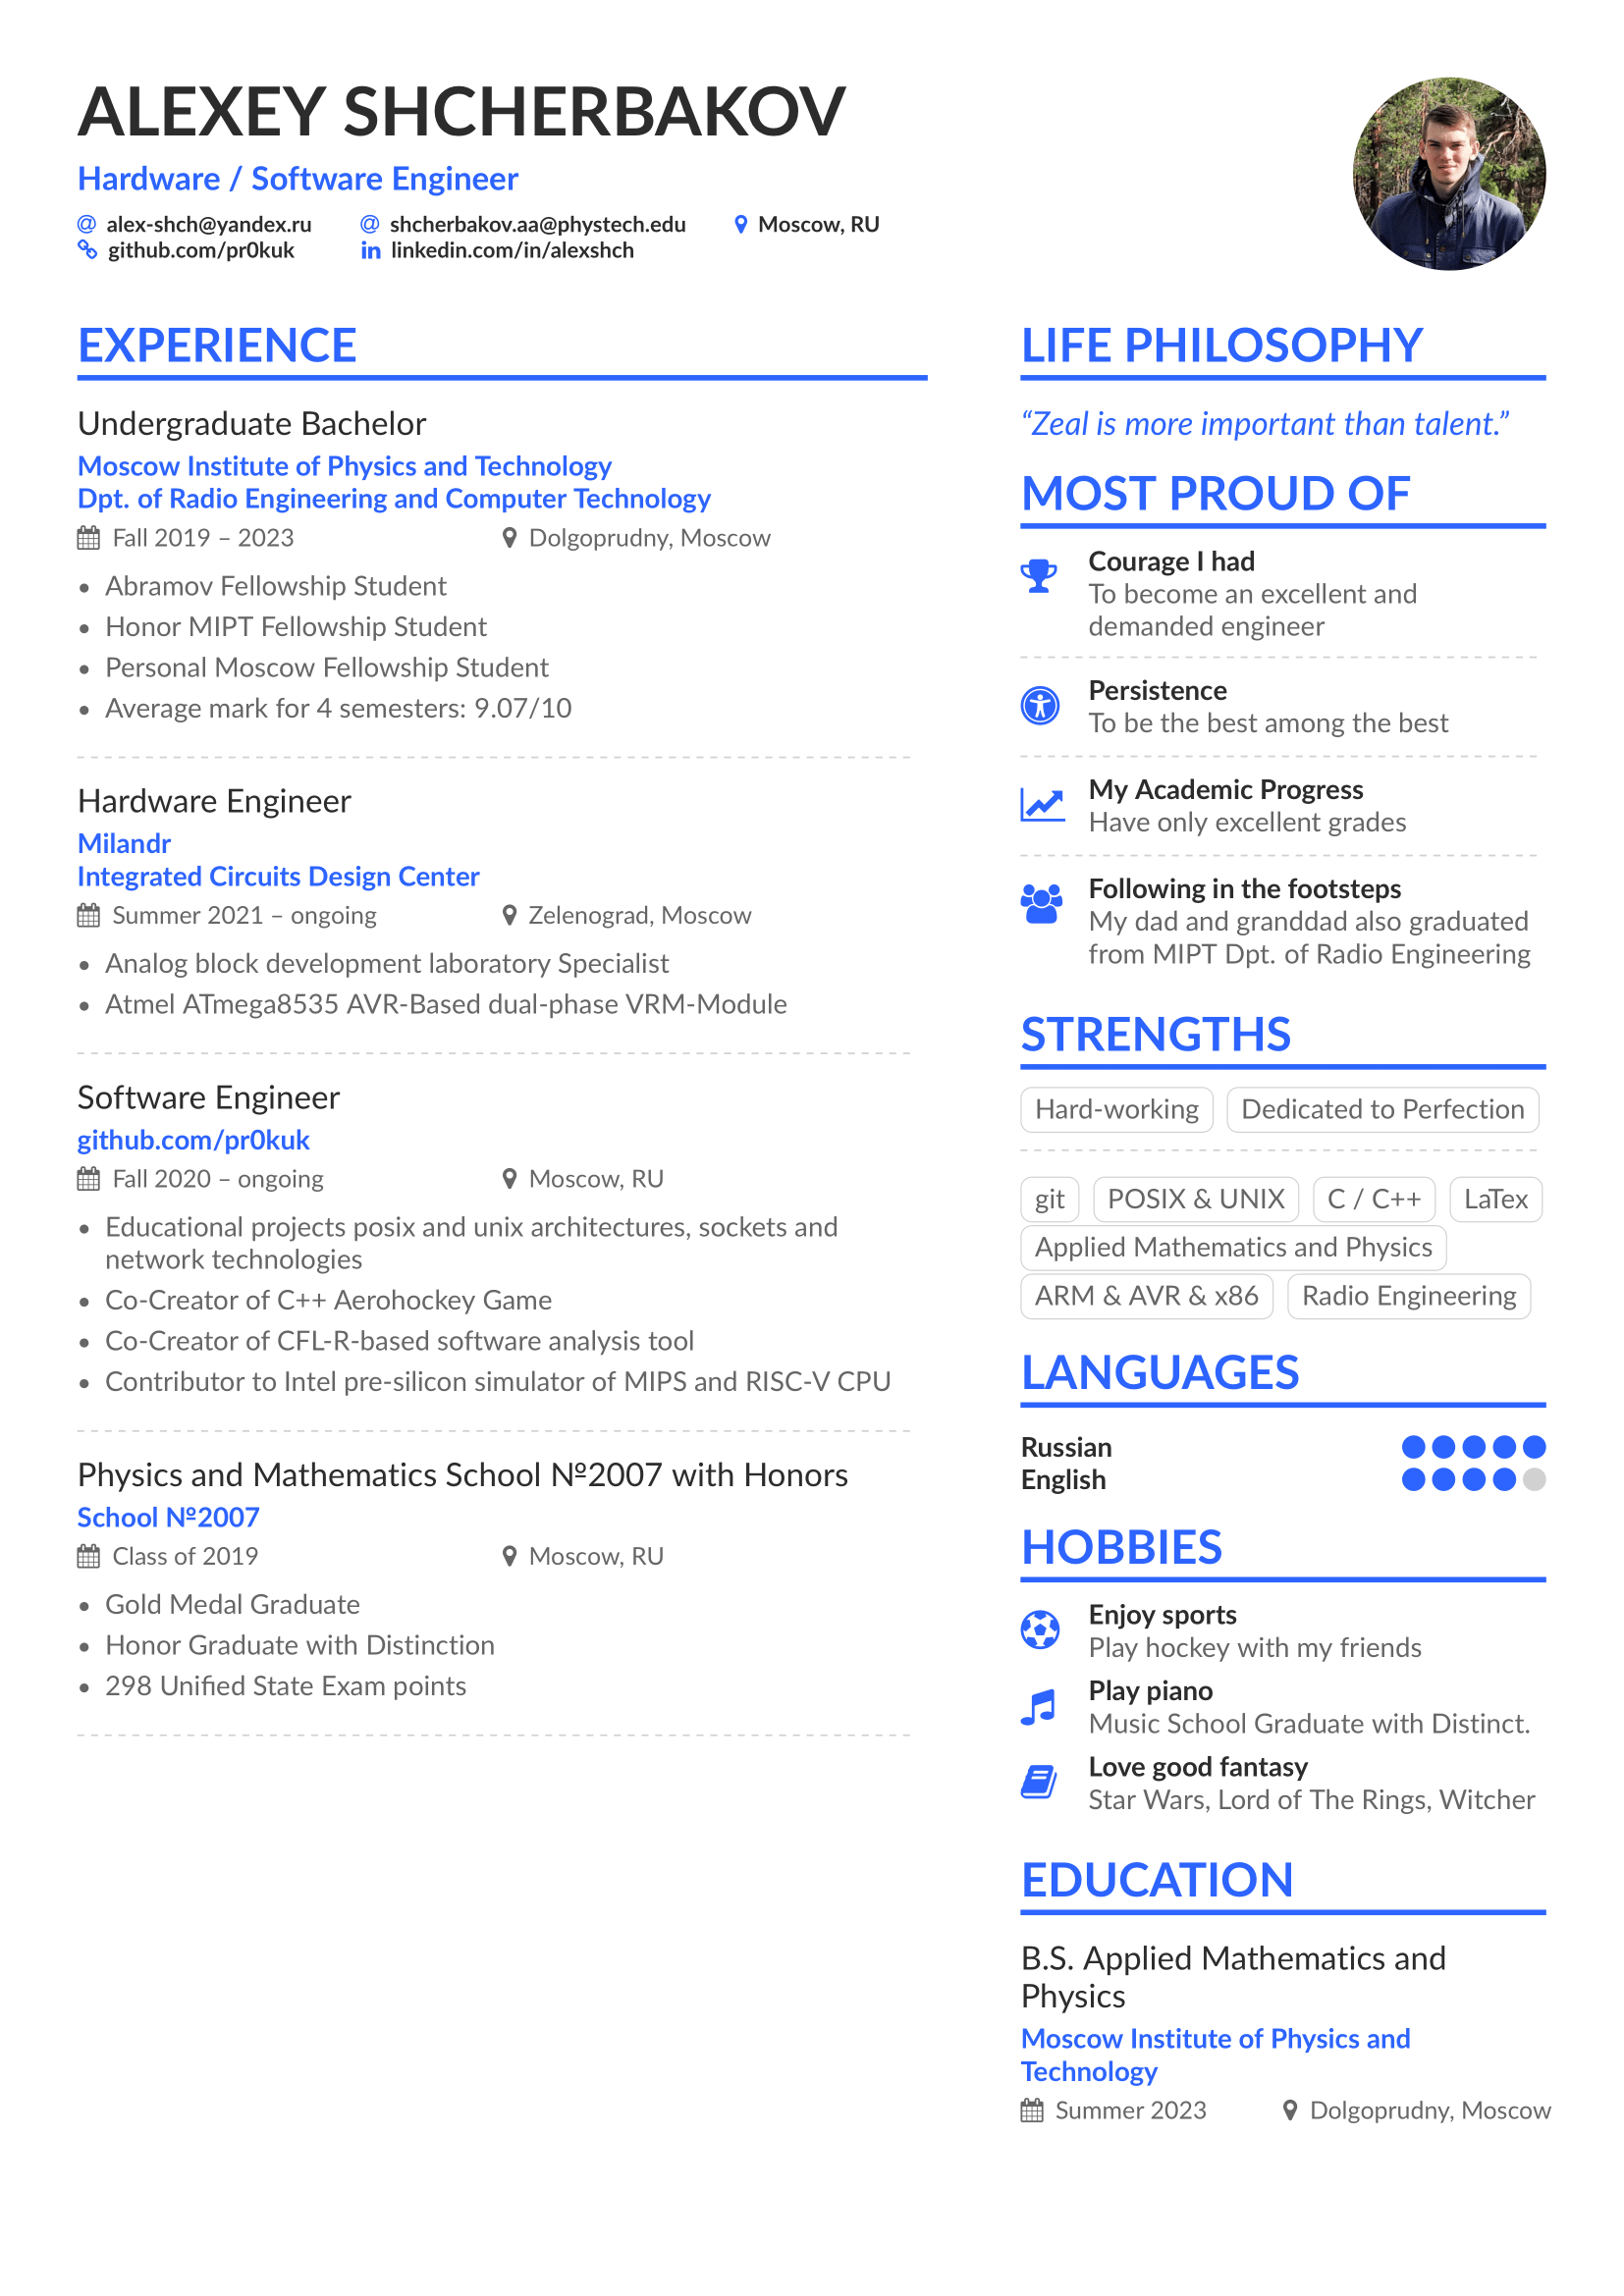 ALEXEY SHCHERBAKOV
Hardware / Software Engineer
@ alex-shch@yandex.ru @ shcherbakov.aa@phystech.edu Moscow, RU
github.com/pr0kuk in linkedin.com/in/alexshch
EXPERIENCE
Undergraduate Bachelor
Moscow Institute of Physics and Technology
Dpt. of Radio Engineering and Computer Technology
Fall 2019 – 2023 Dolgoprudny, Moscow
• Abramov Fellowship Student
• Honor MIPT Fellowship Student
• Personal Moscow Fellowship Student
• Average mark for 4 semesters: 9.07/10
Hardware Engineer
Milandr
Integrated Circuits Design Center
Summer 2021 – ongoing Zelenograd, Moscow
• Analog block development laboratory Specialist
• Atmel ATmega8535 AVR-Based dual-phase VRM-Module
Software Engineer
github.com/pr0kuk
Fall 2020 – ongoing Moscow, RU
• Educational projects posix and unix architectures, sockets and
network technologies
• Co-Creator of C++ Aerohockey Game
• Co-Creator of CFL-R-based software analysis tool
• Contributor to Intel pre-silicon simulator of MIPS and RISC-V CPU
Physics and Mathematics School №2007 with Honors
School №2007
Class of 2019 Moscow, RU
• Gold Medal Graduate
• Honor Graduate with Distinction
• 298 Unified State Exam points
LIFE PHILOSOPHY
“Zeal is more important than talent.”
MOST PROUD OF
Courage I had
To become an excellent and
demanded engineer
Persistence
To be the best among the best
My Academic Progress
Have only excellent grades
Following in the footsteps
My dad and granddad also graduated
from MIPT Dpt. of Radio Engineering
STRENGTHS
Hard-working Dedicated to Perfection
git POSIX & UNIX C / C++ LaTex
Applied Mathematics and Physics
ARM & AVR & x86 Radio Engineering
LANGUAGES
Russian
English
HOBBIES
Enjoy sports
Play hockey with my friends
Play piano
Music School Graduate with Distinct.
Love good fantasy
Star Wars, Lord of The Rings, Witcher
EDUCATION
B.S. Applied Mathematics and
Physics
Moscow Institute of Physics and
Technology
Summer 2023 Dolgoprudny, Moscow